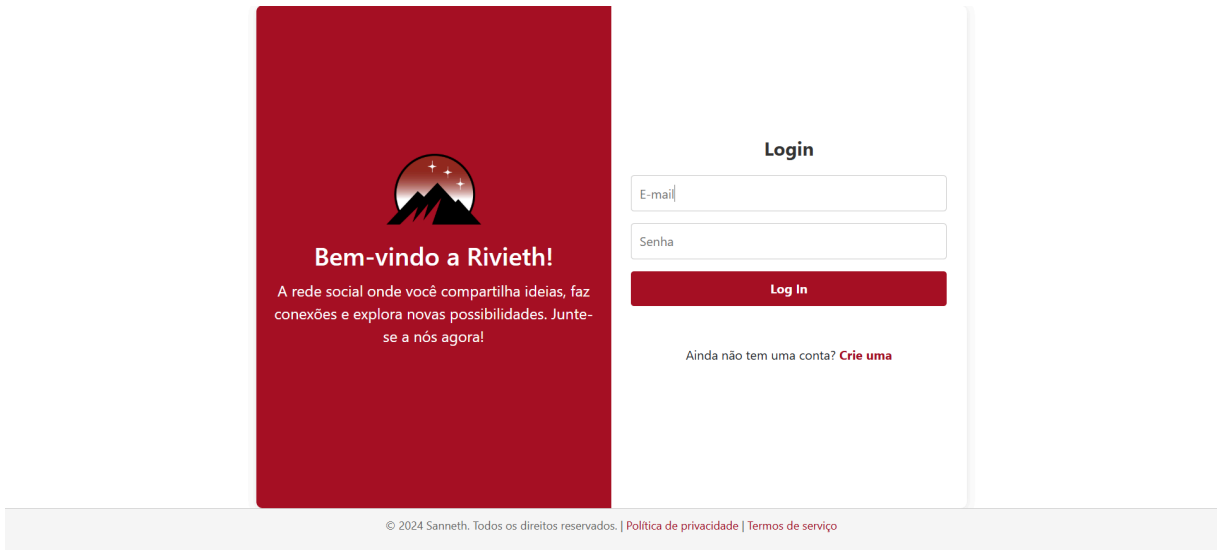 Bem-vindo a Rivieth!
A rede social onde você compartilha ideias, faz
conexões e explora novas possibilidades. Junte-
se a nós agora!
Login
E-mail
Senha
Log In
Ainda não tem uma conta? Crie uma
© 2024 Sanneth. Todos os direitos reservados. | Política de privacidade | Termos de serviço